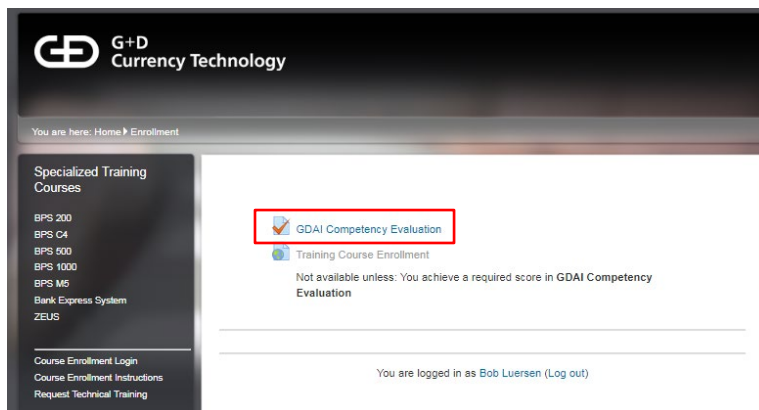 G+D
Currency Technology
You are here: Home Enrollment
Specialized Training
Courses
BPS 200
BPS C4
BPS 500
BPS 1000
BPS M5
Bank Express System
ZEUS
Course Enrollment Login
Course Enrollment Instructions
Request Technical Training
GDAI Competency Evaluation
Training Course Enrollment
Not available unless: You achieve a required score in GDAI Competency
Evaluation
You are logged in as Bob Luersen (Log out)